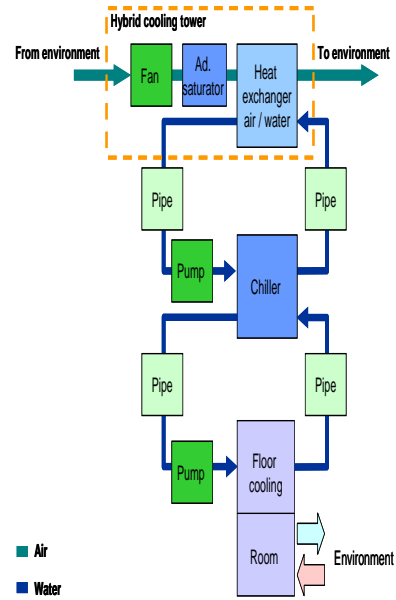 Hybrid cooling tower
From environment
To environment
Fan
Ad.
saturator
Heat
exchanger
air / water
Pipe
Pipe
Pump
Chiller
Pipe
Pipe
Pump
Floor
cooling
Room
Environment
Air
Water